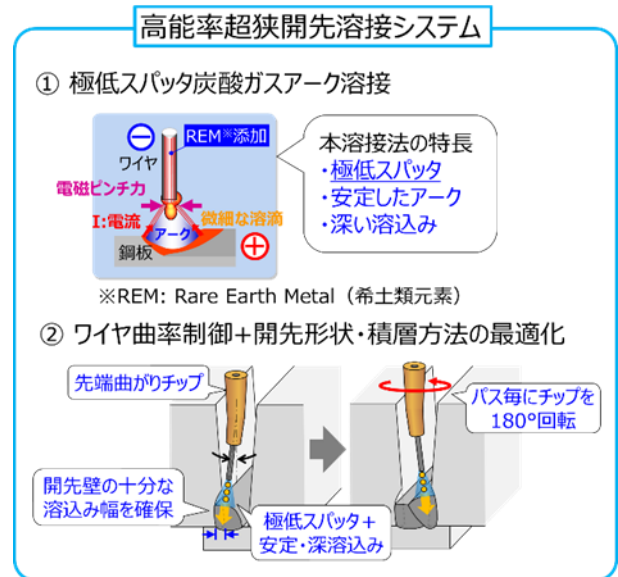 高能率超狭開先溶接システム
① 極低スパッタ炭酸ガスアーク溶接
⊖
REM※添加
ワイヤ
電磁ピンチ力
I:電流
微細な溶滴
アーク
鋼板
⊕
本溶接法の特長
・極低スパッタ
・安定したアーク
・深い溶込み
※REM: Rare Earth Metal（希土類元素）
② ワイヤ曲率制御+開先形状・積層方法の最適化
先端曲がりチップ
パス毎にチップを
180°回転
開先壁の十分な
溶込み幅を確保
極低スパッタ+
安定・深溶込み